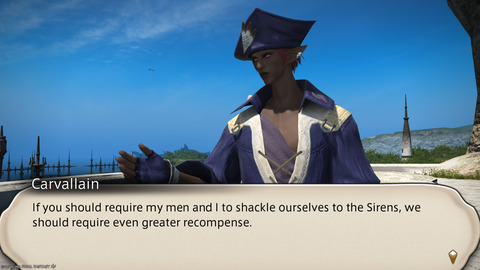 Carvallain
If you should require my men and I to shackle ourselves to the Sirens, we
should require even greater recompense.